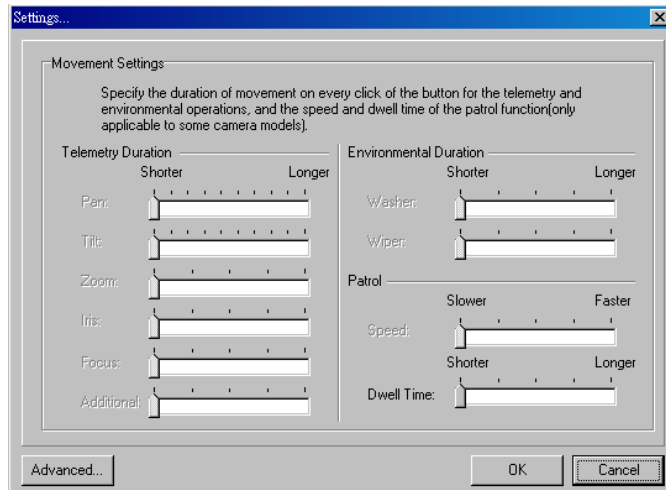 Settings...
Movement Settings
Specify the duration of movement on every click of the button for the telemetry and
environmental operations, and the speed and dwell time of the patrol function(only
applicable to some camera models).
Telemetry Duration
Shorter Longer
Pan:
Tilt:
Zoom:
Iris:
Focus:
Additional:
Environmental Duration
Shorter Longer
Washer:
Wiper:
Patrol
Slower Faster
Speed:
Shorter Longer
Dwell Time:
Advanced...
OK
Cancel